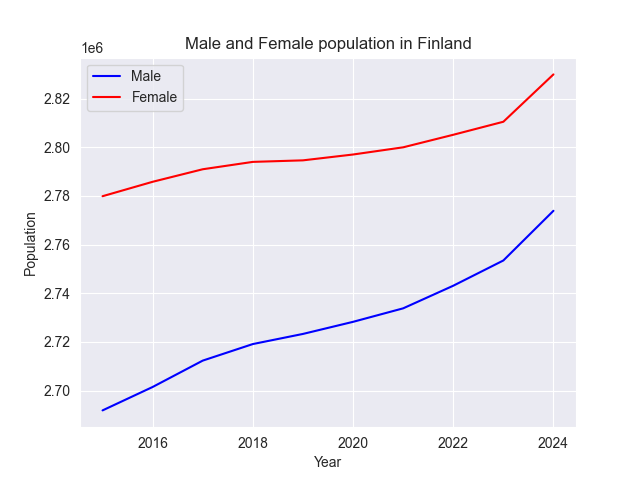 Male and Female population in Finland
1e6
Male
Female
2.82
2.80
2.78
2.76
2.74
2.72
2.70
Population
2016 2018 2020 2022 2024
Year